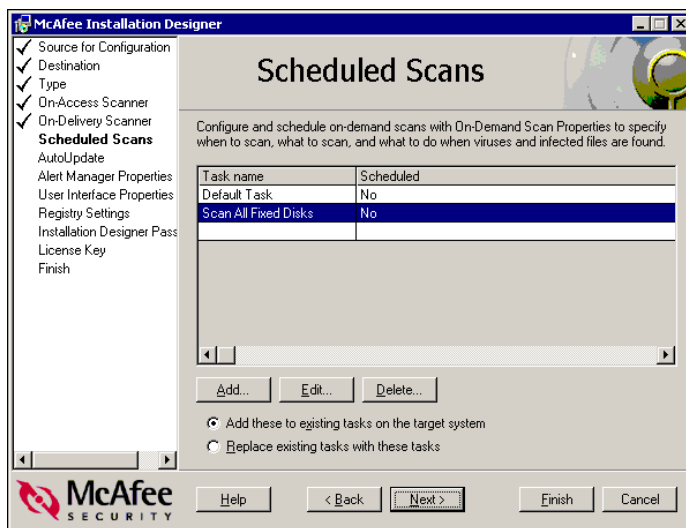 McAfee Installation Designer
Source for Configuration
Destination
Type
On-Access Scanner
On-Delivery Scanner
Scheduled Scans
AutoUpdate
Alert Manager Properties
User Interface Properties
Registry Settings
Installation Designer Pass
License Key
Finish
Scheduled Scans
Configure and schedule on-demand scans with On-Demand Scan Properties to specify
when to scan, what to scan, and what to do when viruses and infected files are found.
Task name Scheduled
Default Task No
Scan All Fixed Disks No
Add... Edit... Delete...
Add these to existing tasks on the target system
Replace existing tasks with these tasks
McAfee
SECURITY
Help < Back Next > Finish Cancel